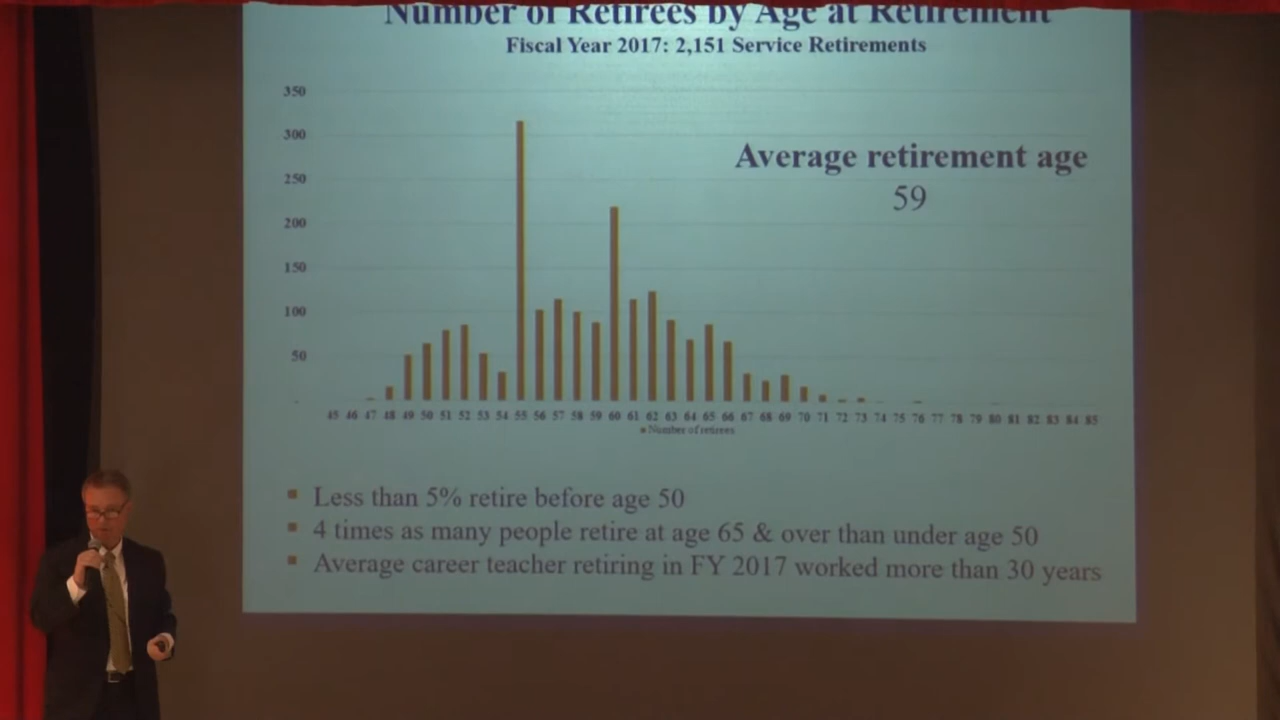 Number of Retirees by Age at Retirement
Fiscal Year 2017: 2,151 Service Retirements
350
300
250
200
150
100
50
-
Average retirement age
59
45 46 47 48 49 50 51 52 53 54 55 56 57 58 59 60 61 62 63 64 65 66 67 68 69 70 71 72 73 74 75 76 77 78 79 80 81 82 83 84 85
Number of retirees
Less than 5% retire before age 50
4 times as many people retire at age 65 & over than under age 50
Average career teacher retiring in FY 2017 worked more than 30 years